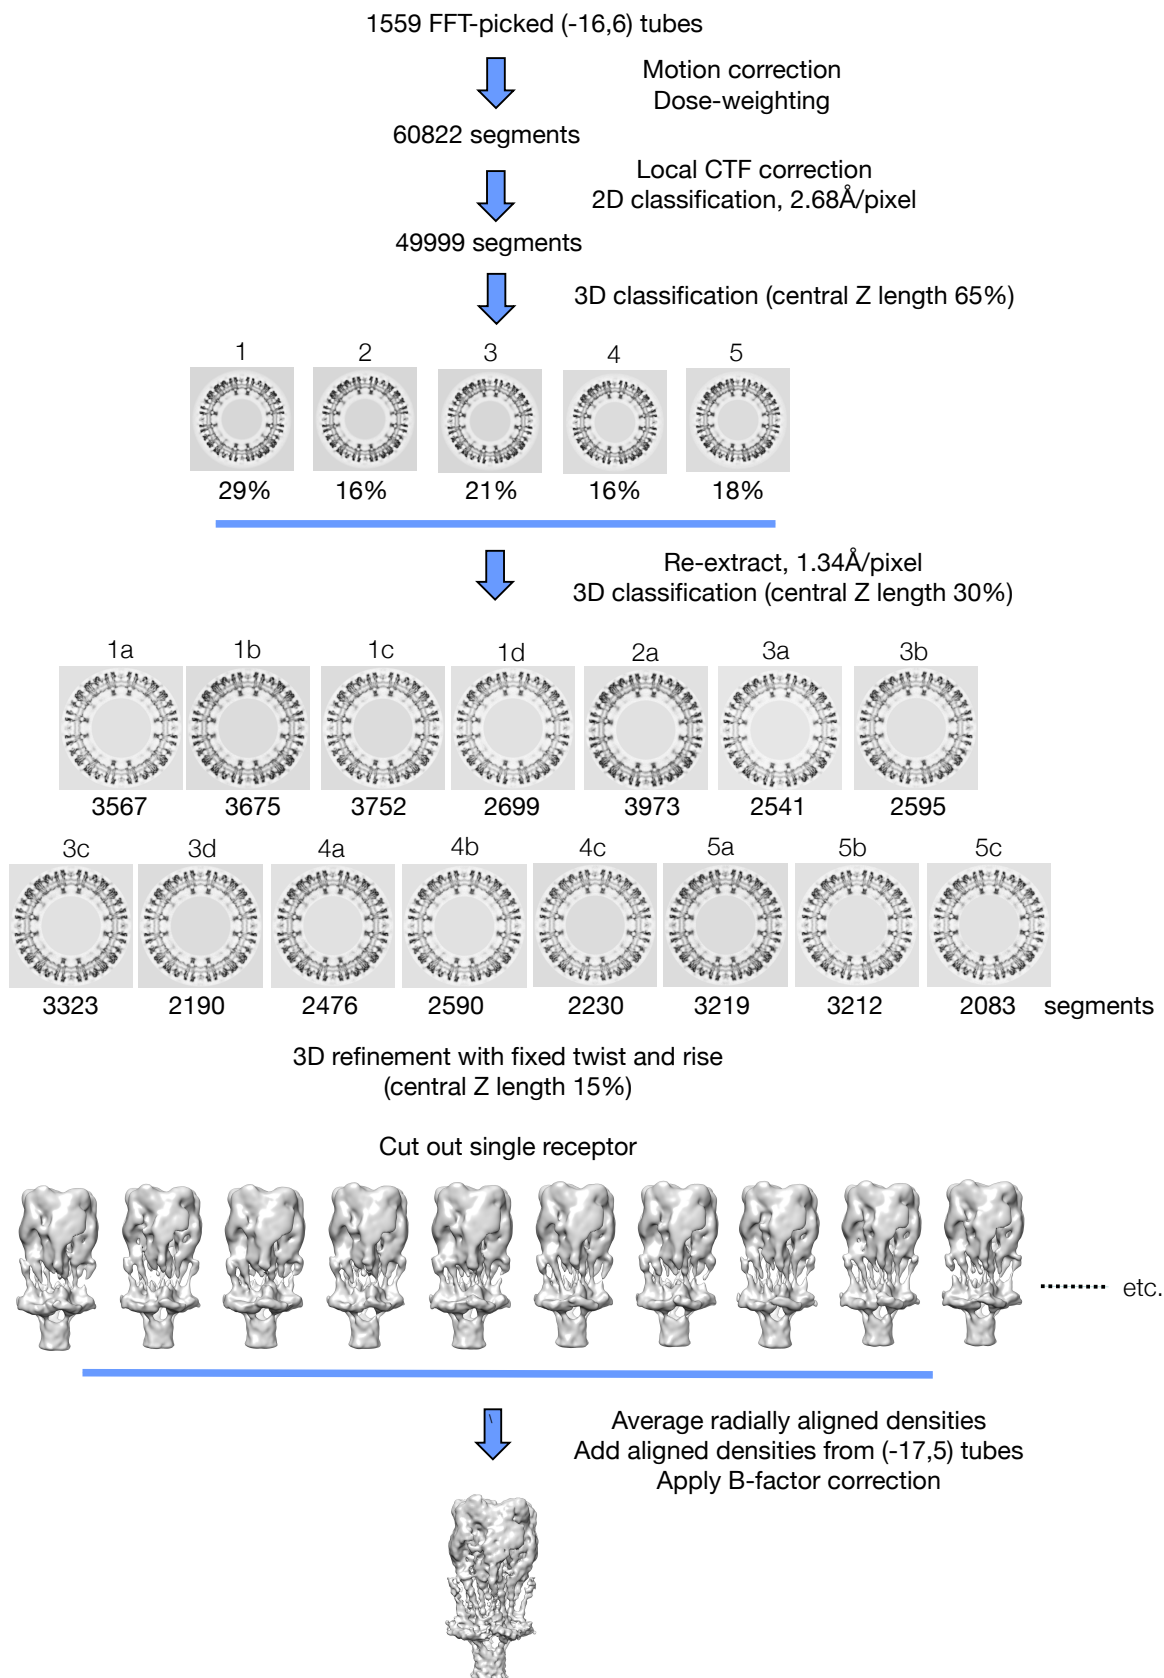 1559 FFT-picked (-16,6) tubes
Motion correction
Dose-weighting
60822 segments
Local CTF correction
2D classification, 2.68Å/pixel
49999 segments
3D classification (central Z length 65%)
1 2 3 4 5
29% 16% 21% 16% 18%
Re-extract, 1.34Å/pixel
3D classification (central Z length 30%)
1a 1b 1c 1d 2a 3a 3b
3567 3675 3752 2699 3973 2541 2595
3c 3d 4a 4b 4c 5a 5b 5c
3323 2190 2476 2590 2230 3219 3212 2083 segments
3D refinement with fixed twist and rise
(central Z length 15%)
Cut out single receptor
........ etc.
Average radially aligned densities
Add aligned densities from (-17,5) tubes
Apply B-factor correction